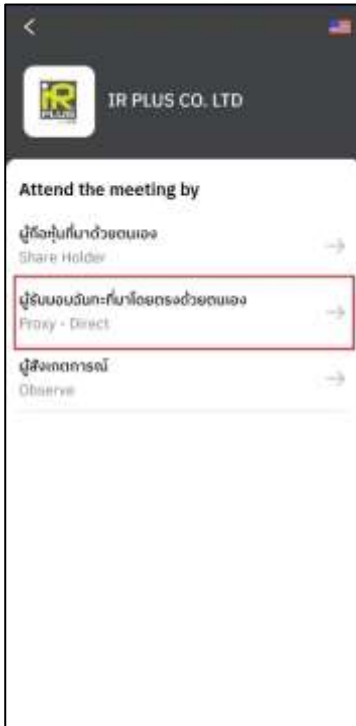 iR
PLUS
IR PLUS CO. LTD
Attend the meeting by
ผู้ถือหุ้นที่มาด้วยตนเอง
Share Holder
ผู้รับมอบฉันทะที่มาโดยตรงด้วยตนเอง
Proxy - Direct
ผู้สังเกตการณ์
Observe